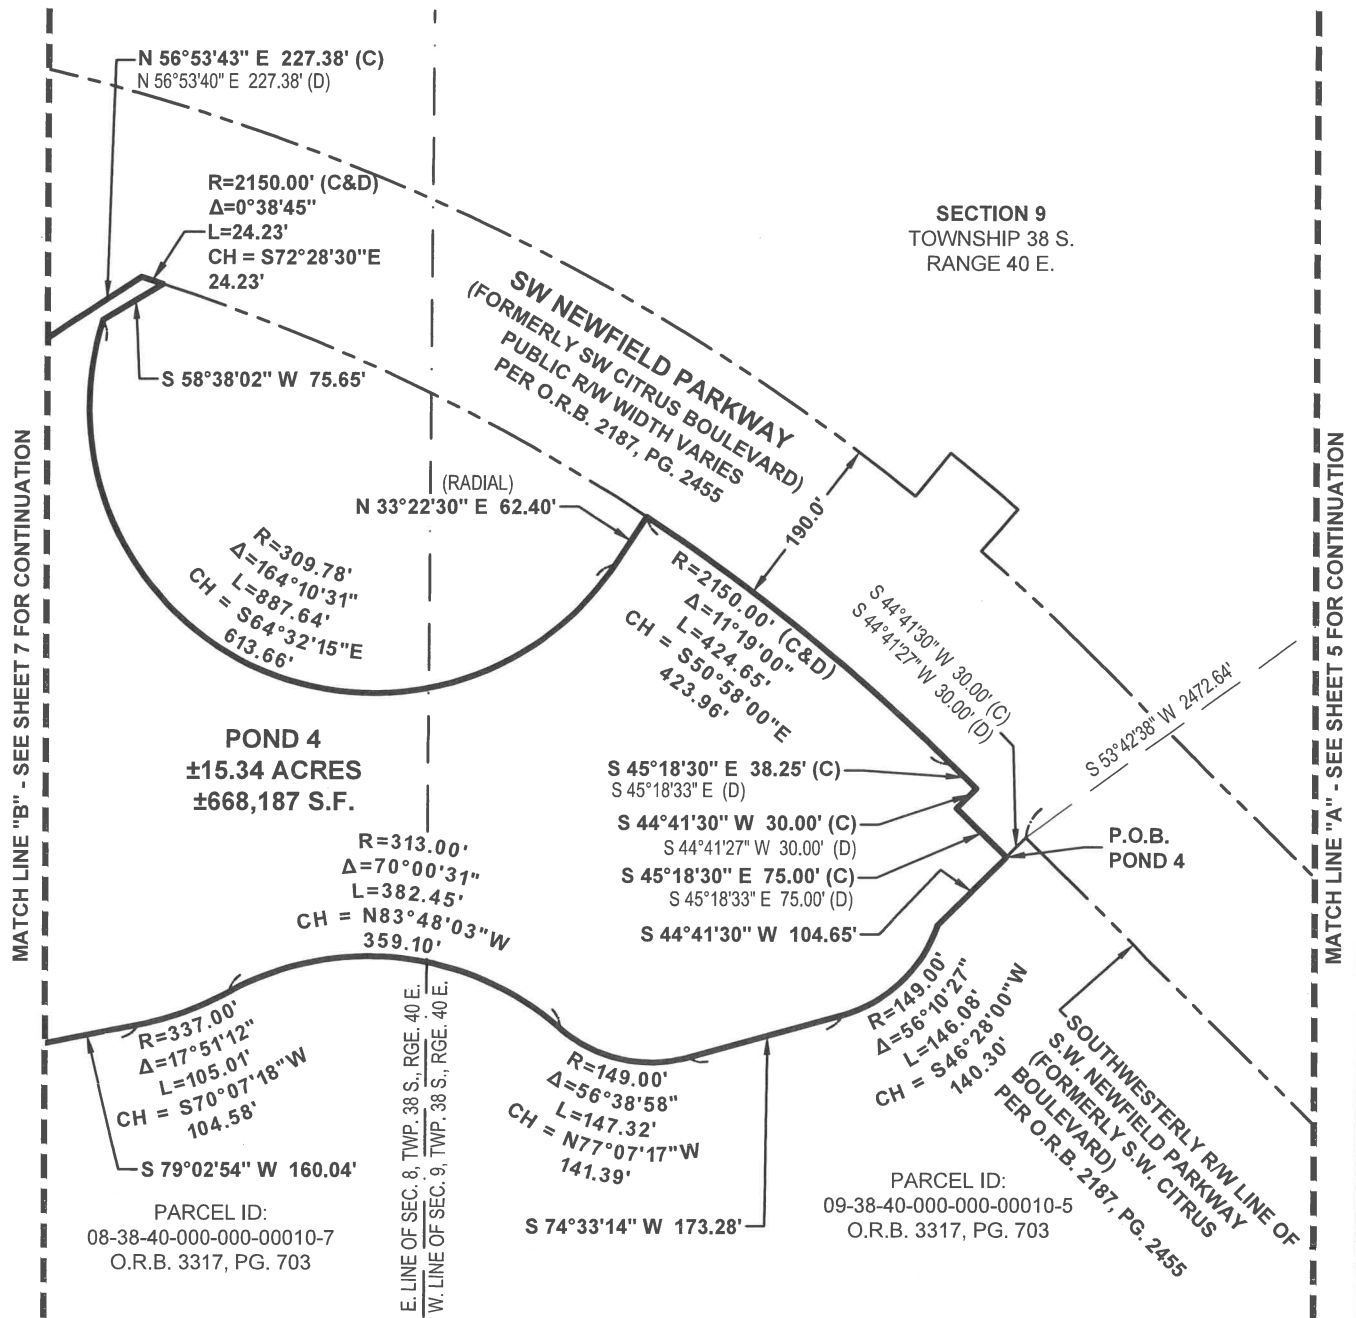 N 56°53'43" E 227.38' (C)
N 56°53'40" E 227.38' (D)
R=2150.00' (C&D)
Δ=0°38'45"
L=24.23'
CH = S72°28'30"E
24.23'
SECTION 9
TOWNSHIP 38 S.
RANGE 40 E.
SW NEWFIELD PARKWAY
(FORMERLY SW CITRUS BOULEVARD)
PUBLIC R/W WIDTH VARIES
PER O.R.B. 2187, PG. 2455
S 58°38'02" W 75.65'
(RADIAL)
N 33°22'30" E 62.40'
190.0'
R=309.78'
Δ=164°10'31"
L=887.64'
CH = S64°32'15"E
613.66'
R=2150.00' (C&D)
Δ=11°19'00"
L=424.65'
CH = S50°58'00"E
423.96'
S 44°41'30" W 30.00' (C)
S 44°41'27" W 30.00' (D)
S 53°42'38" W 2472.64'
MATCH LINE "B" - SEE SHEET 7 FOR CONTINUATION
MATCH LINE "A" - SEE SHEET 5 FOR CONTINUATION
POND 4
±15.34 ACRES
±668,187 S.F.
S 45°18'30" E 38.25' (C)
S 45°18'33" E (D)
S 44°41'30" W 30.00' (C)
S 44°41'27" W 30.00' (D)
S 45°18'30" E 75.00' (C)
S 45°18'33" E 75.00' (D)
S 44°41'30" W 104.65'
P.O.B.
POND 4
R=313.00'
Δ=70°00'31"
L=382.45'
CH = N83°48'03"W
359.10'
R=337.00'
Δ=17°51'12"
L=105.01'
CH = S70°07'18"W
104.58'
R=149.00'
Δ=56°38'58"
L=147.32'
CH = N77°07'17"W
141.39'
R=149.00'
Δ=56°10'27"
L=146.08'
CH = S46°28'00"W
140.30'
SOUTHWESTERLY R/W LINE OF
S.W. NEWFIELD PARKWAY
(FORMERLY S.W. CITRUS
BOULEVARD)
PER O.R.B. 2187, PG. 2455
S 79°02'54" W 160.04'
S 74°33'14" W 173.28'
E. LINE OF SEC. 8, TWP. 38 S., RGE. 40 E.
W. LINE OF SEC. 9, TWP. 38 S., RGE. 40 E.
PARCEL ID:
08-38-40-000-000-00010-7
O.R.B. 3317, PG. 703
PARCEL ID:
09-38-40-000-000-00010-5
O.R.B. 3317, PG. 703